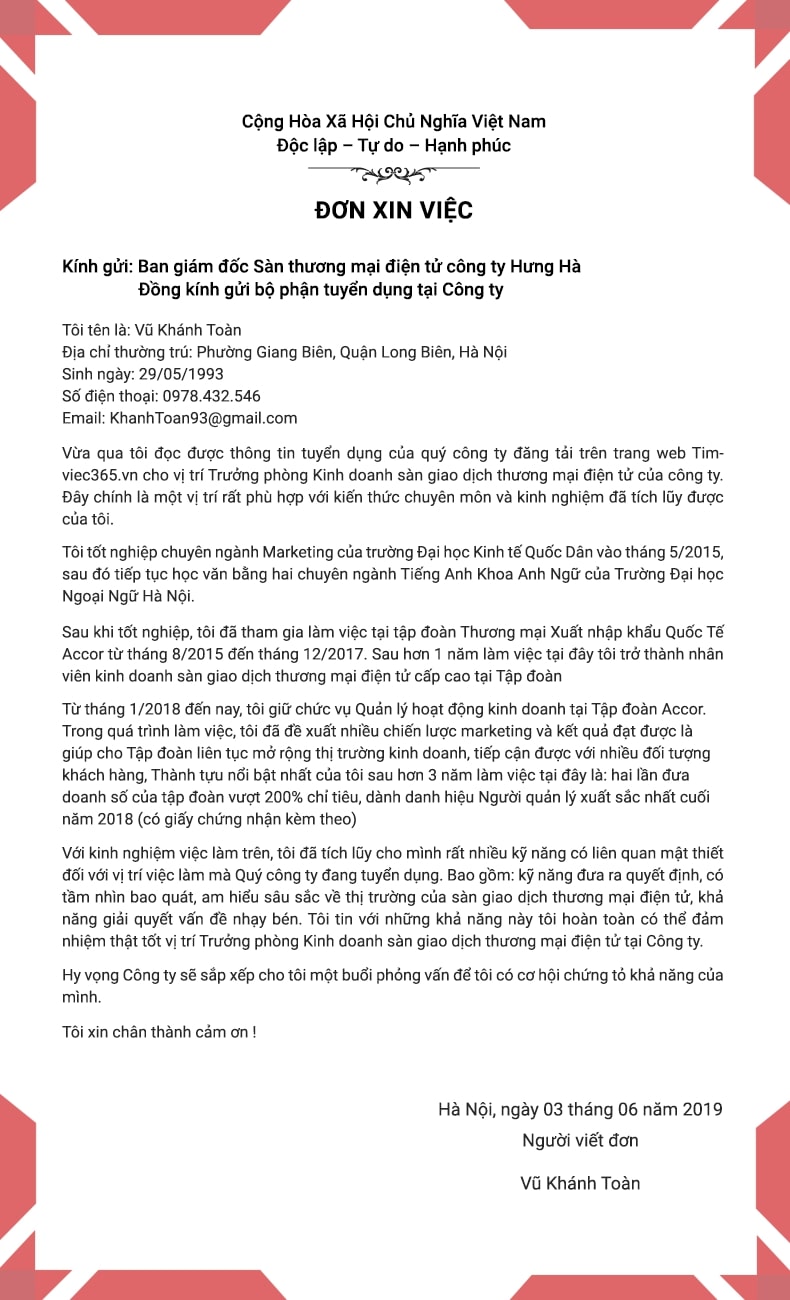 Cộng Hòa Xã Hội Chủ Nghĩa Việt Nam
Độc lập – Tự do – Hạnh phúc
ĐƠN XIN VIỆC
Kính gửi: Ban giám đốc Sàn thương mại điện tử công ty Hưng Hà
Đồng kính gửi bộ phận tuyển dụng tại Công ty
Tôi tên là: Vũ Khánh Toàn
Địa chỉ thường trú: Phường Giang Biên, Quận Long Biên, Hà Nội
Sinh ngày: 29/05/1993
Số điện thoại: 0978.432.546
Email: KhanhToan93@gmail.com
Vừa qua tôi đọc được thông tin tuyển dụng của quý công ty đăng tải trên trang web Tim-
viec365.vn cho vị trí Trưởng phòng Kinh doanh sàn giao dịch thương mại điện tử của công ty.
Đây chính là một vị trí rất phù hợp với kiến thức chuyên môn và kinh nghiệm đã tích lũy được
của tôi.
Tôi tốt nghiệp chuyên ngành Marketing của trường Đại học Kinh tế Quốc Dân vào tháng 5/2015,
sau đó tiếp tục học văn bằng hai chuyên ngành Tiếng Anh Khoa Anh Ngữ của Trường Đại học
Ngoại Ngữ Hà Nội.
Sau khi tốt nghiệp, tôi đã tham gia làm việc tại tập đoàn Thương mại Xuất nhập khẩu Quốc Tế
Accor từ tháng 8/2015 đến tháng 12/2017. Sau hơn 1 năm làm việc tại đây tôi trở thành nhân
viên kinh doanh sàn giao dịch thương mại điện tử cấp cao tại Tập đoàn
Từ tháng 1/2018 đến nay, tôi giữ chức vụ Quản lý hoạt động kinh doanh tại Tập đoàn Accor.
Trong quá trình làm việc, tôi đã đề xuất nhiều chiến lược marketing và kết quả đạt được là
giúp cho Tập đoàn liên tục mở rộng thị trường kinh doanh, tiếp cận được với nhiều đối tượng
khách hàng, Thành tựu nổi bật nhất của tôi sau hơn 3 năm làm việc tại đây là: hai lần đưa
doanh số của tập đoàn vượt 200% chỉ tiêu, dành danh hiệu Người quản lý xuất sắc nhất cuối
năm 2018 (có giấy chứng nhận kèm theo)
Với kinh nghiệm việc làm trên, tôi đã tích lũy cho mình rất nhiều kỹ năng có liên quan mật thiết
đối với vị trí việc làm mà Quý công ty đang tuyển dụng. Bao gồm: kỹ năng đưa ra quyết định, có
tầm nhìn bao quát, am hiểu sâu sắc về thị trường của sàn giao dịch thương mại điện tử, khả
năng giải quyết vấn đề nhạy bén. Tôi tin với những khả năng này tôi hoàn toàn có thể đảm
nhiệm thật tốt vị trí Trưởng phòng Kinh doanh sàn giao dịch thương mại điện tử tại Công ty.
Hy vọng Công ty sẽ sắp xếp cho tôi một buổi phỏng vấn để tôi có cơ hội chứng tỏ khả năng của
mình.
Tôi xin chân thành cảm ơn !
Hà Nội, ngày 03 tháng 06 năm 2019
Người viết đơn
Vũ Khánh Toàn